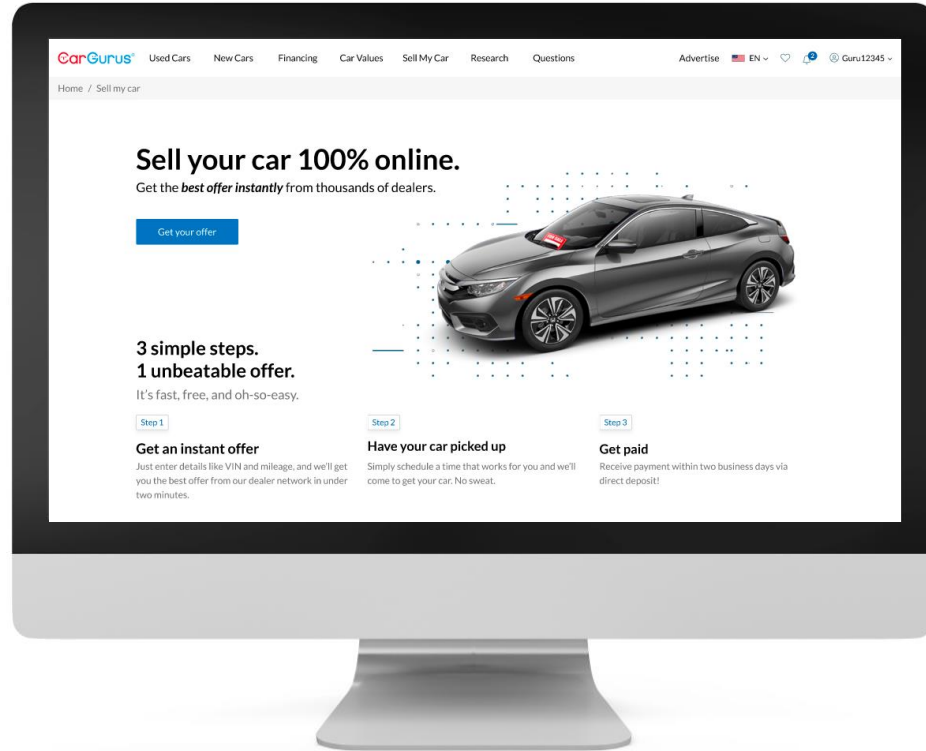 CarGurus®
Used Cars
New Cars
Financing
Car Values
Sell My Car
Research
Questions
Advertise
EN
2
Guru12345
Home / Sell my car
Sell your car 100% online.
Get the best offer instantly from thousands of dealers.
Get your offer
3 simple steps.
1 unbeatable offer.
It's fast, free, and oh-so-easy.
Step 1
Get an instant offer
Just enter details like VIN and mileage, and we'll get
you the best offer from our dealer network in under
two minutes.
Step 2
Have your car picked up
Simply schedule a time that works for you and we'll
come to get your car. No sweat.
Step 3
Get paid
Receive payment within two business days via
direct deposit!